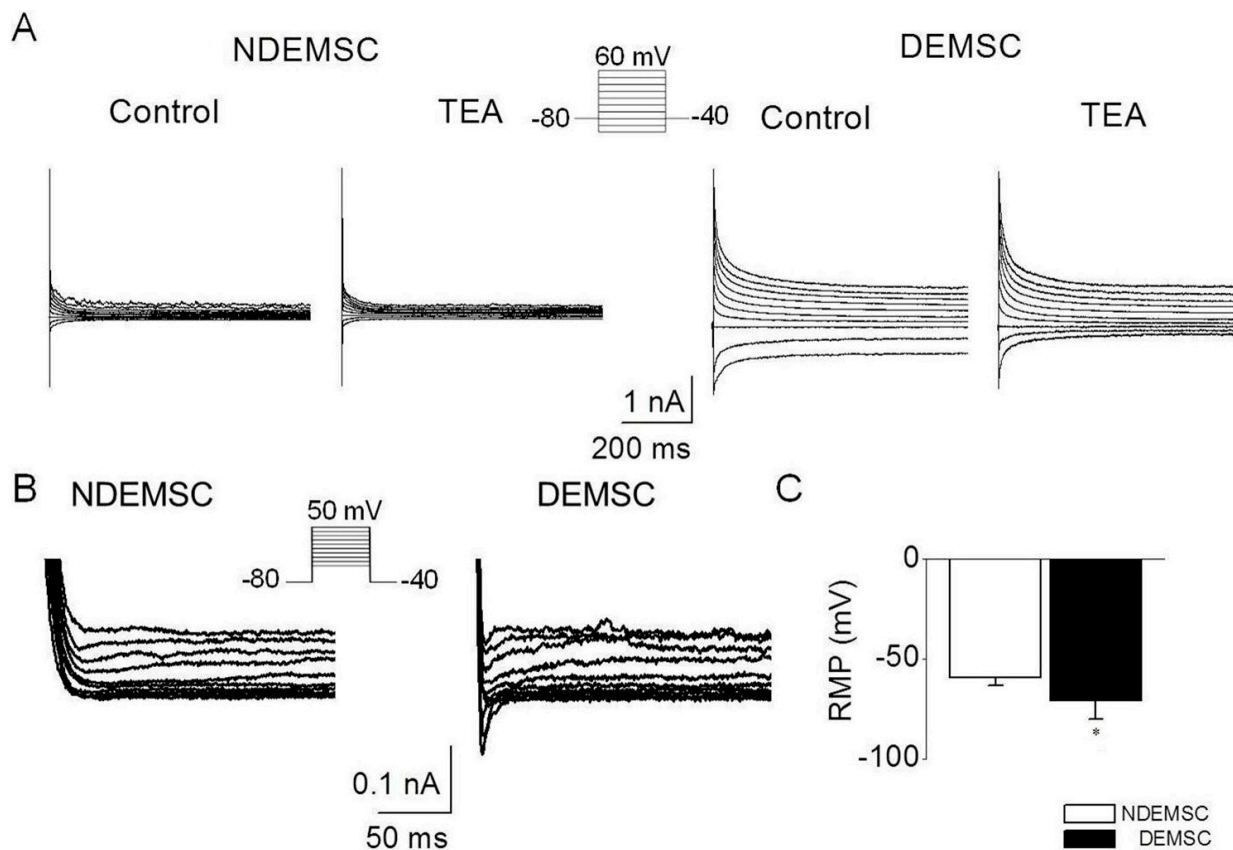 A
NDEMSC
DEMSC
60 mV
Control
TEA
-80
-40
Control
TEA
1 nA
200 ms
B
NDEMSC
50 mV
-80
-40
DEMSC
0.1 nA
50 ms
C
0
-50
-100
RMP (mV)
*
NDEMSC
DEMSC